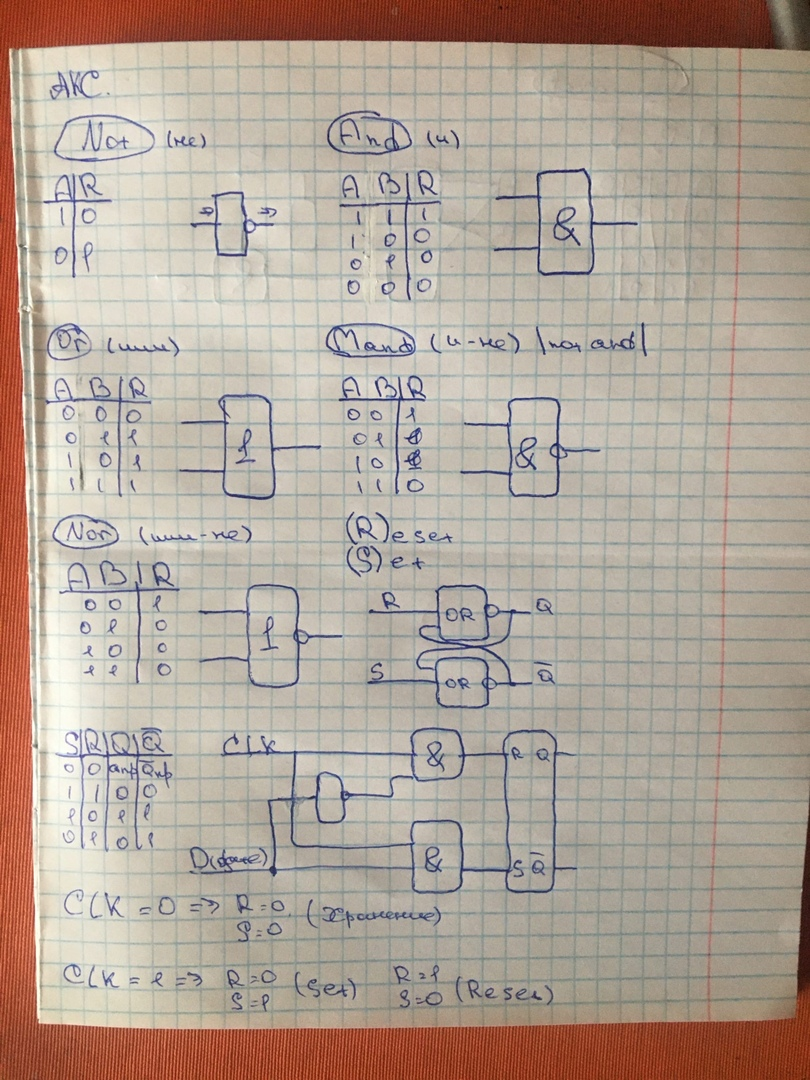 АКС.
Not (не)
And (и)
A R
1 0
0 1
A B R
1 1 1
1 0 0
0 1 0
0 0 0
&
Or (или)
Nand (и-не) |not and|
A B R
0 0 0
0 1 1
1 0 1
1 1 1
1
A B R
0 0 1
0 1
1 0
1 1 0
&
Nor (или-не)
(R)eset
(S)et
A B R
0 0 1
0 1 0
1 0 0
1 1 0
1
R OR Q
S OR Q̅
S R Q Q̅
0 0 Qпр Q̅пр
1 1 0 0
1 0 1 1
0 1 0 1
CLK & R Q
& S Q̅
CLK = 0 => R=0 (Хранение)
S=0
CLK = 1 => R=0 (Set) R=1 (Reset)
S=1 S=0